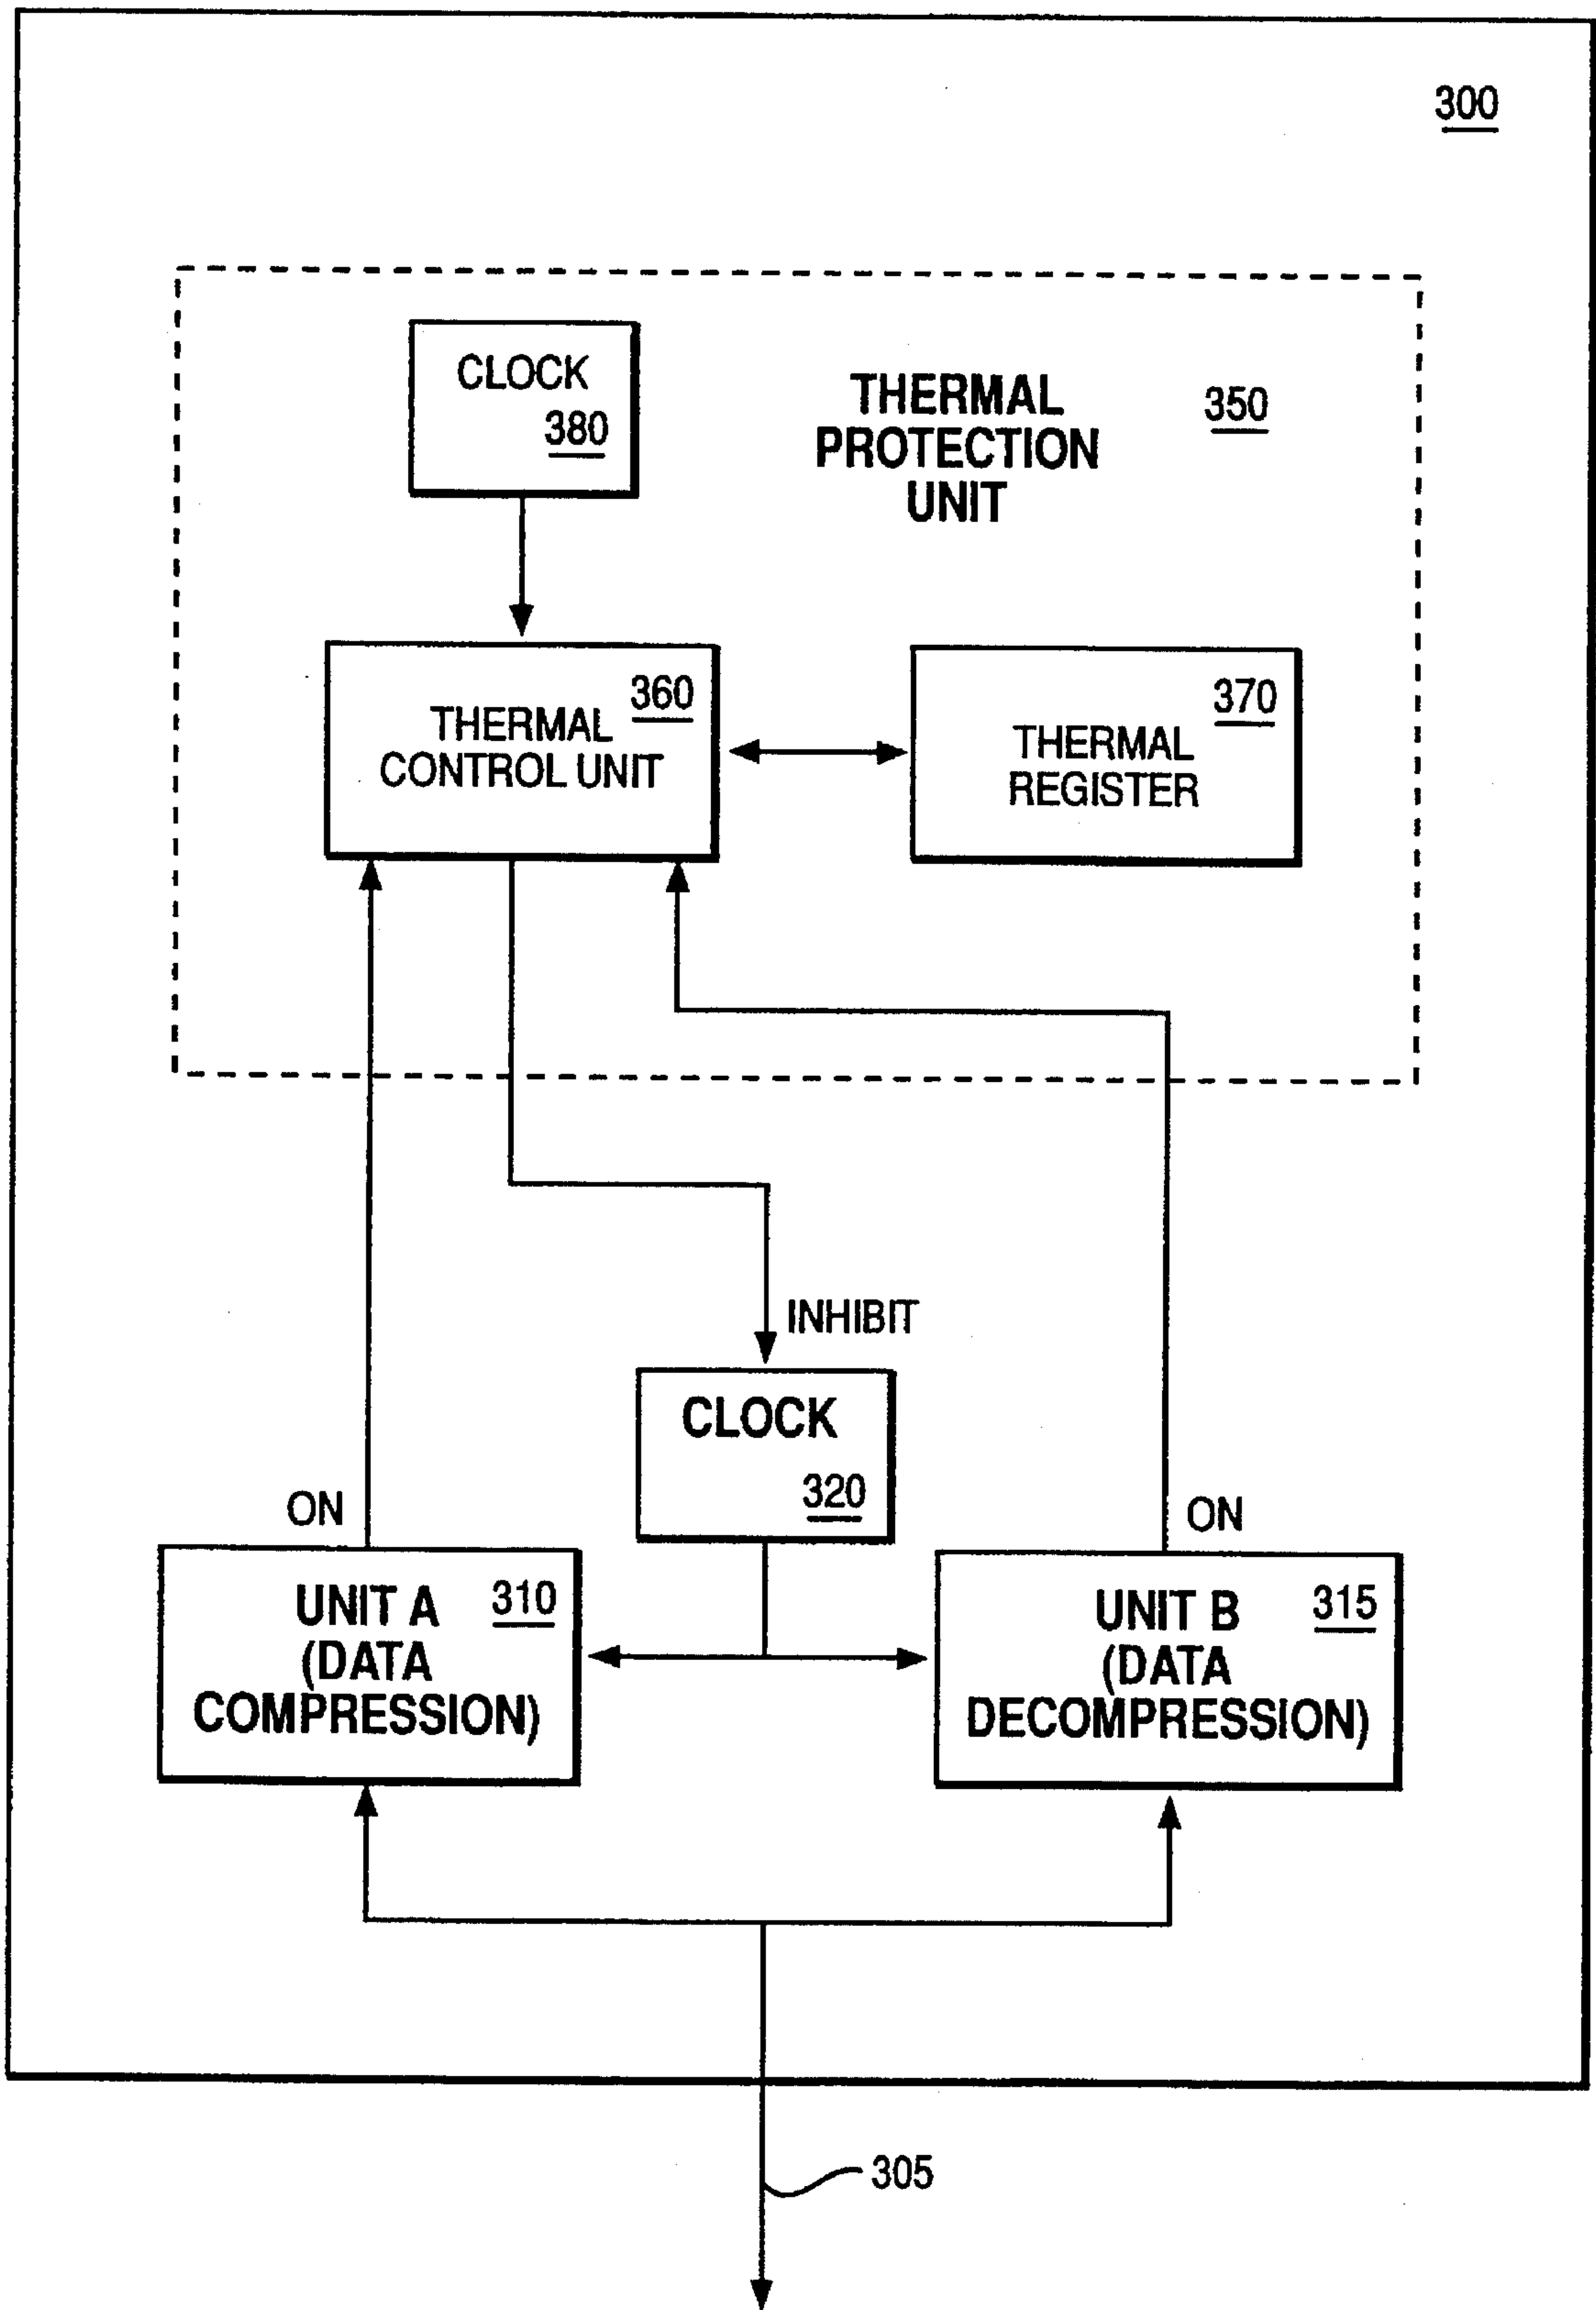 300
CLOCK
380
THERMAL
PROTECTION
UNIT
350
360
THERMAL
CONTROL UNIT
370
THERMAL
REGISTER
INHIBIT
CLOCK
320
ON
ON
UNIT A
310
(DATA
COMPRESSION)
UNIT B
315
(DATA
DECOMPRESSION)
305